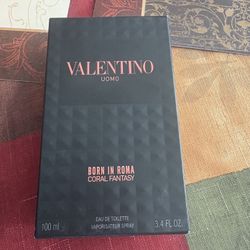 VALENTINO
UOMO
BORN IN ROMA
CORAL FANTASY
EAU DE TOILETTE
100 ml VAPORISATEUR SPRAY 3.4 FL.OZ.